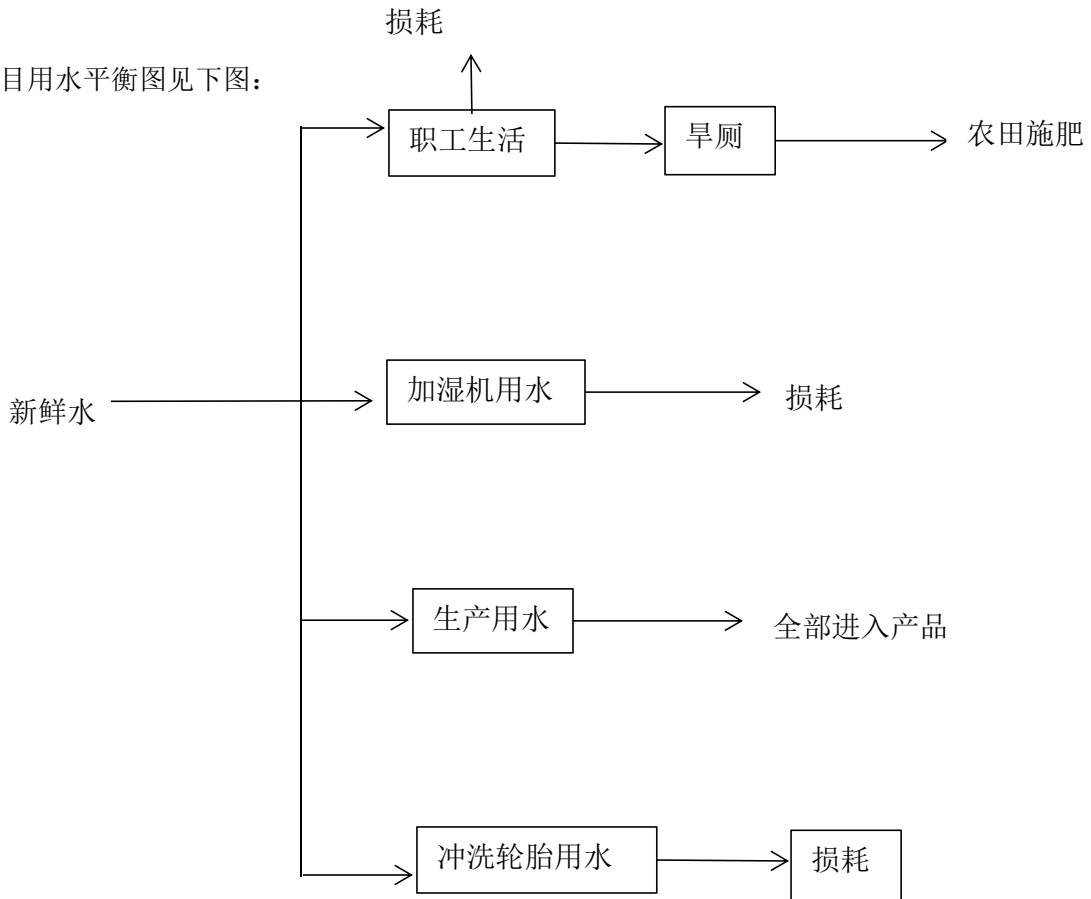 损耗
目用水平衡图见下图：
职工生活
旱厕
农田施肥
新鲜水
加湿机用水
损耗
生产用水
全部进入产品
冲洗轮胎用水
损耗